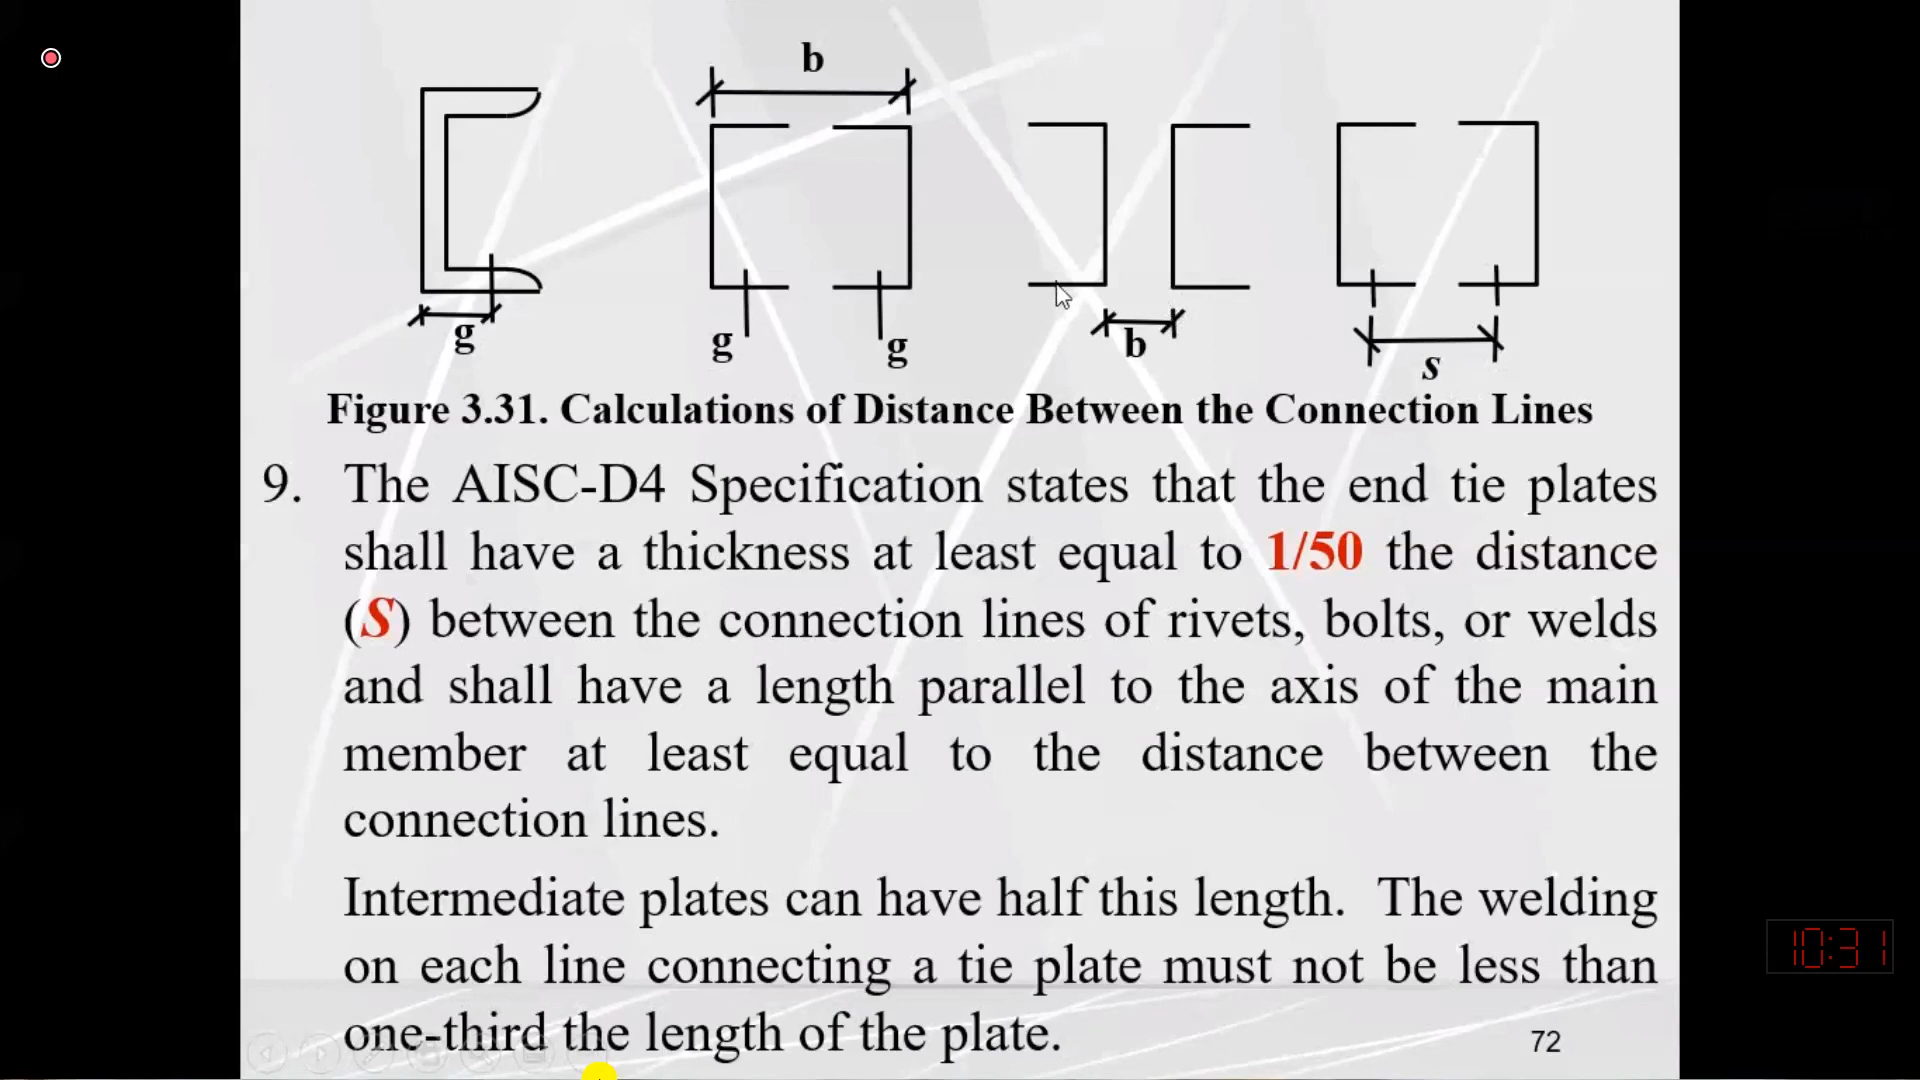 b
g
g
g
b
s
Figure 3.31. Calculations of Distance Between the Connection Lines
9. The AISC-D4 Specification states that the end tie plates
shall have a thickness at least equal to 1/50 the distance
(S) between the connection lines of rivets, bolts, or welds
and shall have a length parallel to the axis of the main
member at least equal to the distance between the
connection lines.
Intermediate plates can have half this length. The welding
on each line connecting a tie plate must not be less than
one-third the length of the plate.
72
10:31